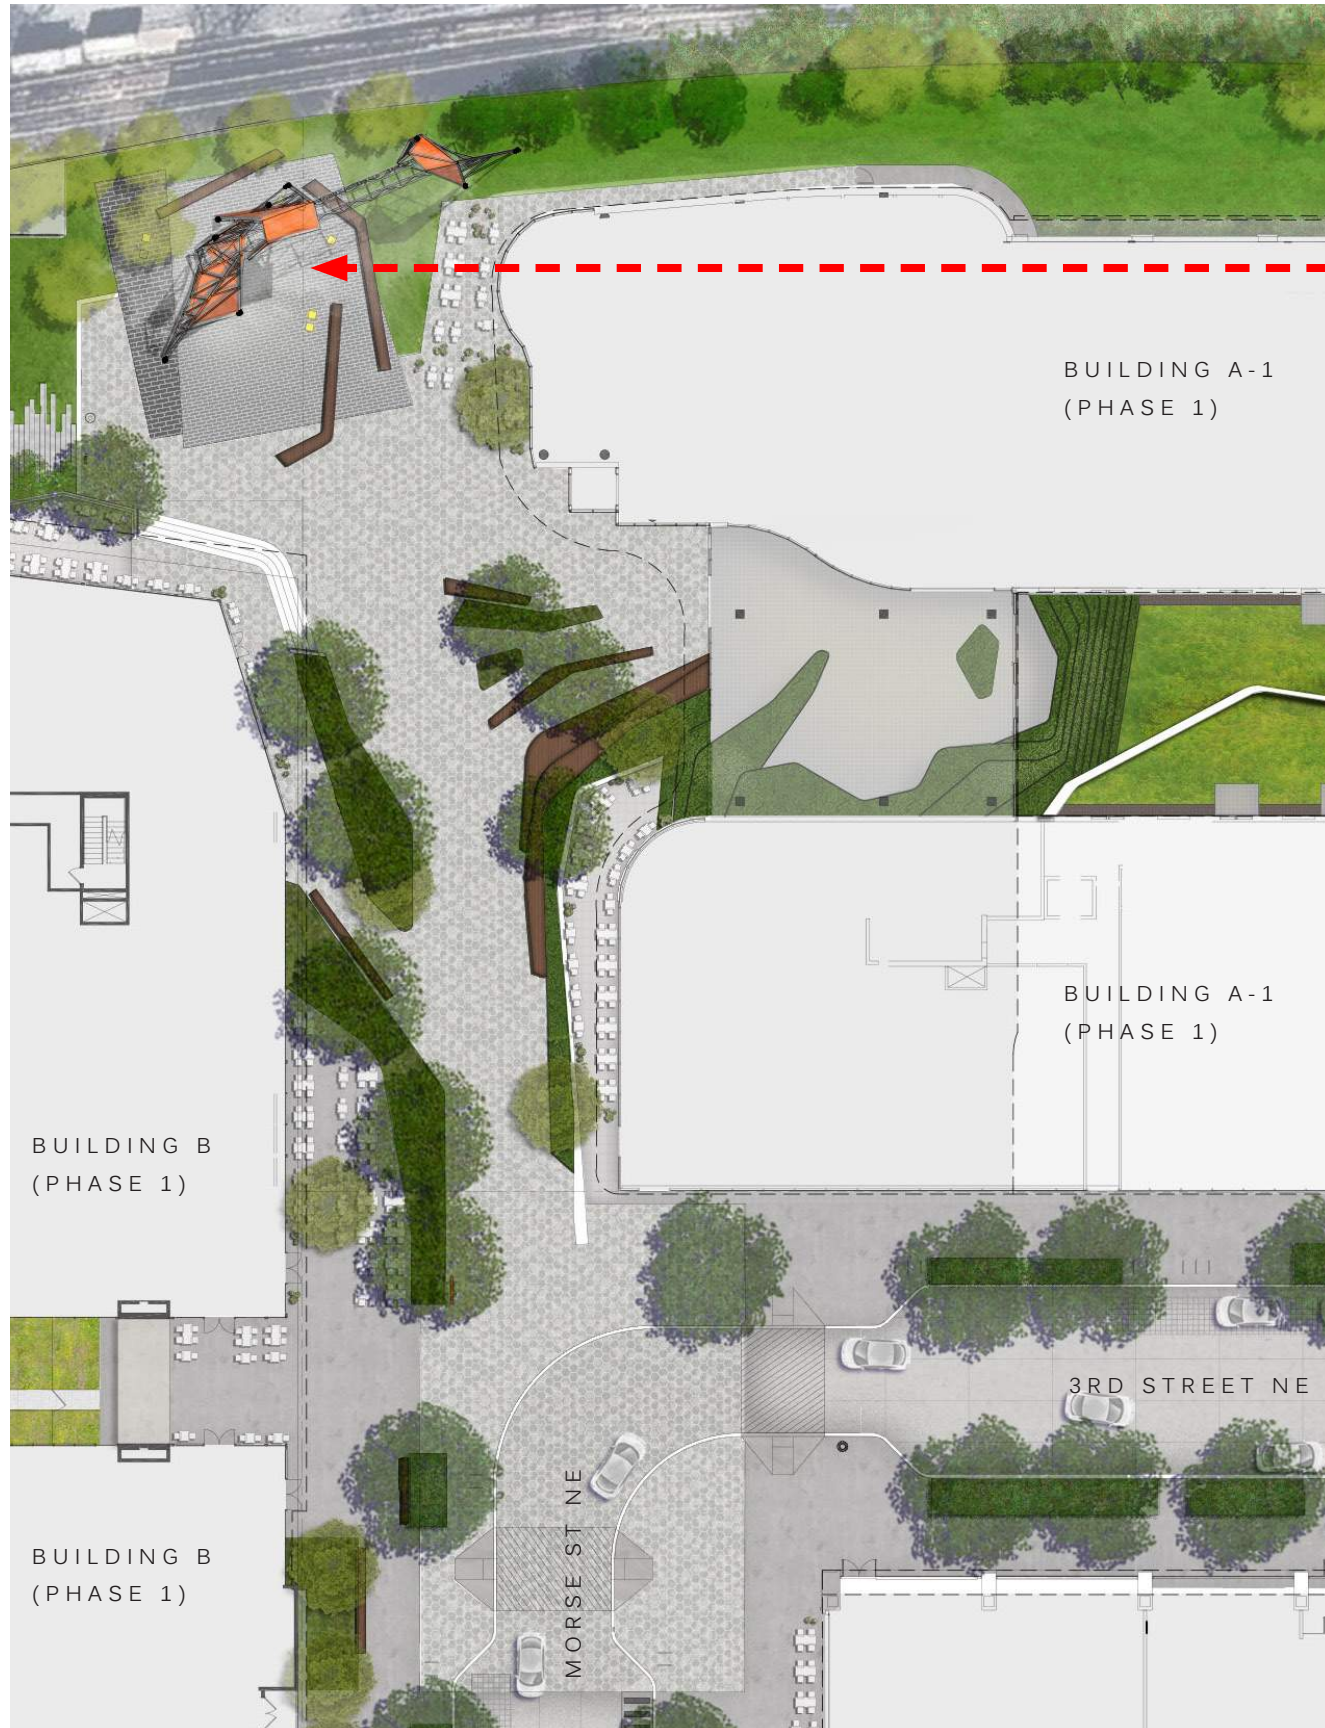 BUILDING A-1
(PHASE 1)
BUILDING A-1
(PHASE 1)
BUILDING B
(PHASE 1)
3RD STREET NE
MORSE ST NE
BUILDING B
(PHASE 1)